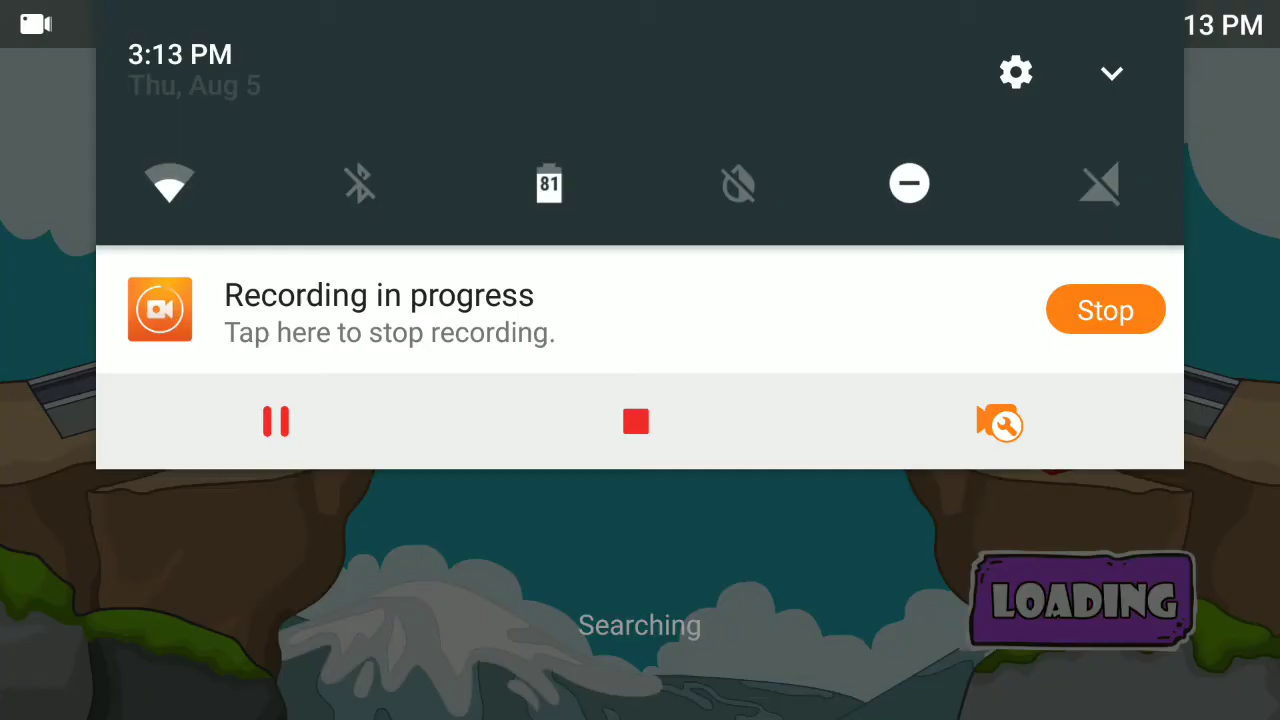 13 PM
3:13 PM
Thu, Aug 5
81
Recording in progress
Tap here to stop recording.
Stop
Searching
LOADING